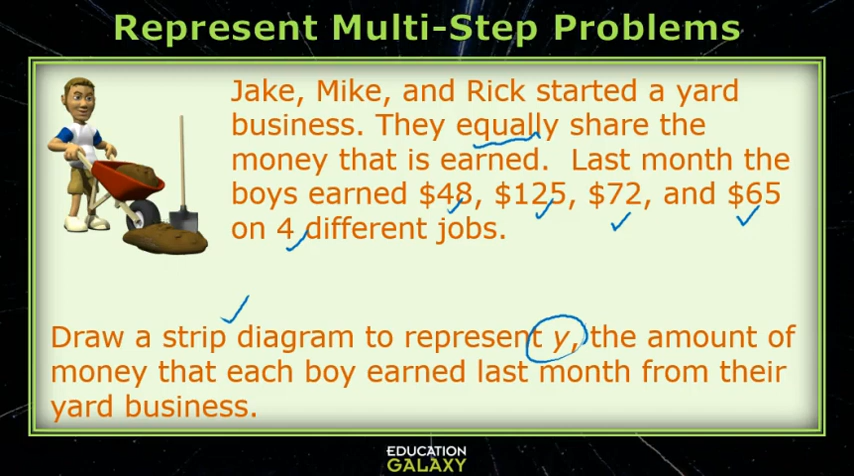 Represent Multi-Step Problems
Jake, Mike, and Rick started a yard
business. They equally share the
money that is earned.  Last month the
boys earned $48, $125, $72, and $65
on 4 different jobs.
Draw a strip diagram to represent y, the amount of
money that each boy earned last month from their
yard business.
EDUCATION
GALAXY